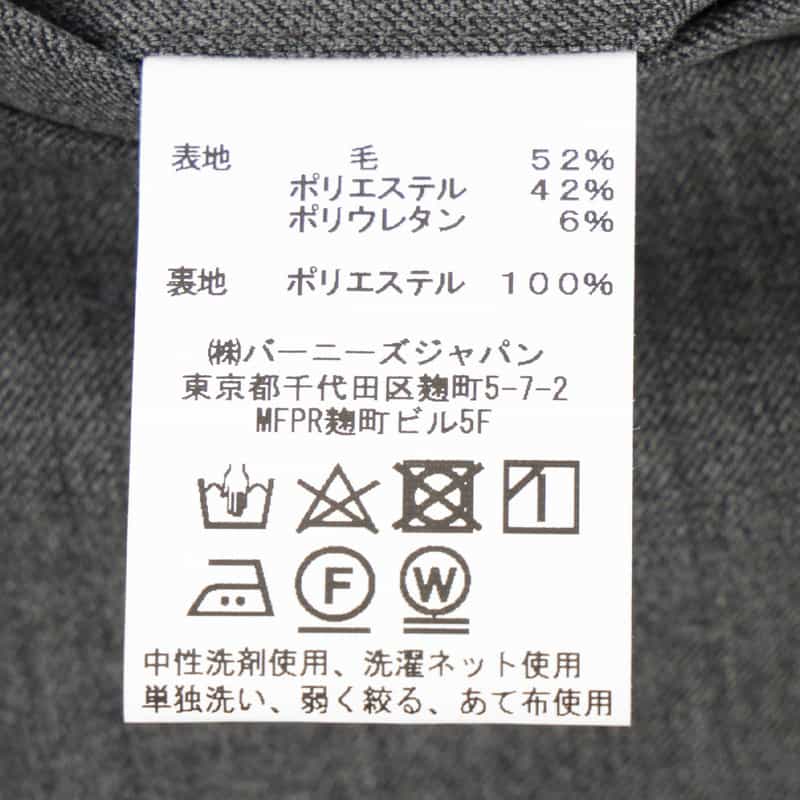 表地 毛 52%
ポリエステル 42%
ポリウレタン 6%
裏地 ポリエステル 100%
㈱バーニーズジャパン
東京都千代田区麹町5-7-2
MFPR麹町ビル5F
F W
中性洗剤使用、洗濯ネット使用
単独洗い、弱く絞る、あて布使用